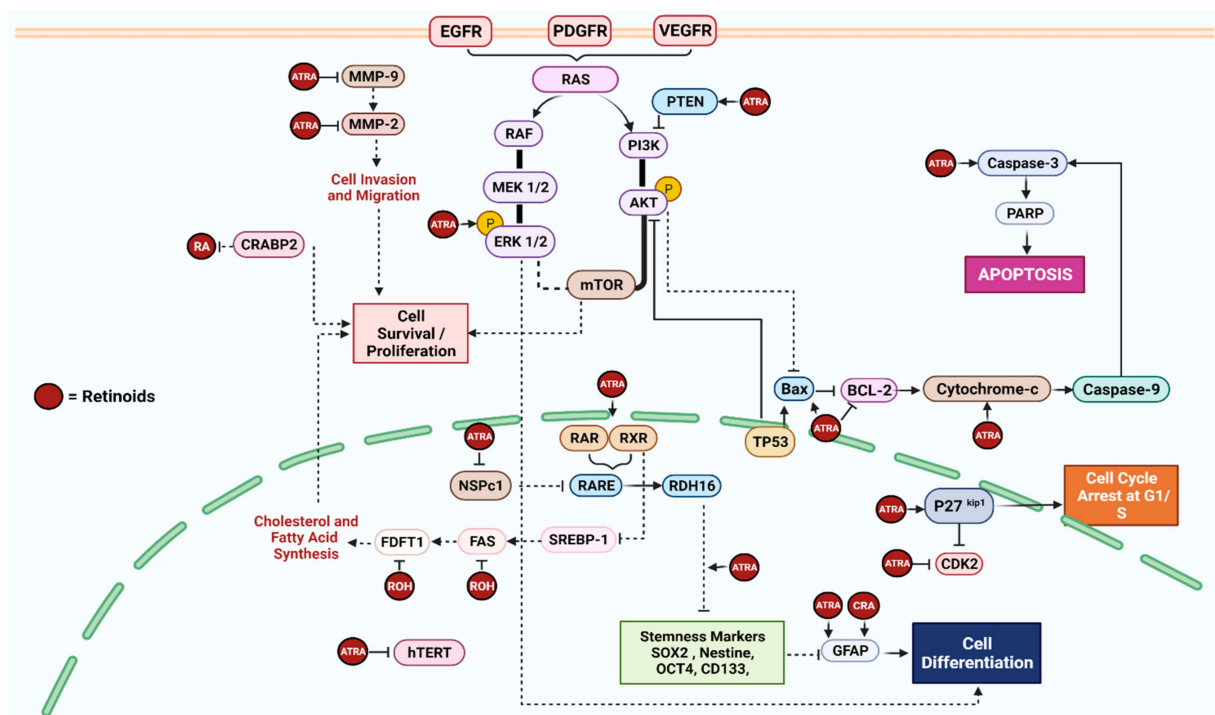 EGFR
PDGFR
VEGFR
RAS
ATRA
MMP-9
ATRA
MMP-2
Cell Invasion
and Migration
PTEN
ATRA
RAF
PI3K
MEK 1/2
AKT
P
ATRA
P
ERK 1/2
mTOR
ATRA
Caspase-3
PARP
APOPTOSIS
RA
CRABP2
Cell
Survival /
Proliferation
= Retinoids
ATRA
RAR
RXR
ATRA
NSPc1
RARE
RDH16
TP53
Bax
ATRA
BCL-2
Cytochrome-c
ATRA
Caspase-9
Cholesterol and
Fatty Acid
Synthesis
FDFT1
FAS
SREBP-1
ROH
ROH
ATRA
ATRA
P27 kip1
Cell Cycle
Arrest at G1/
S
ATRA
CDK2
ATRA
hTERT
Stemness Markers
SOX2 , Nestine,
OCT4, CD133,
ATRA
CRA
GFAP
Cell
Differentiation